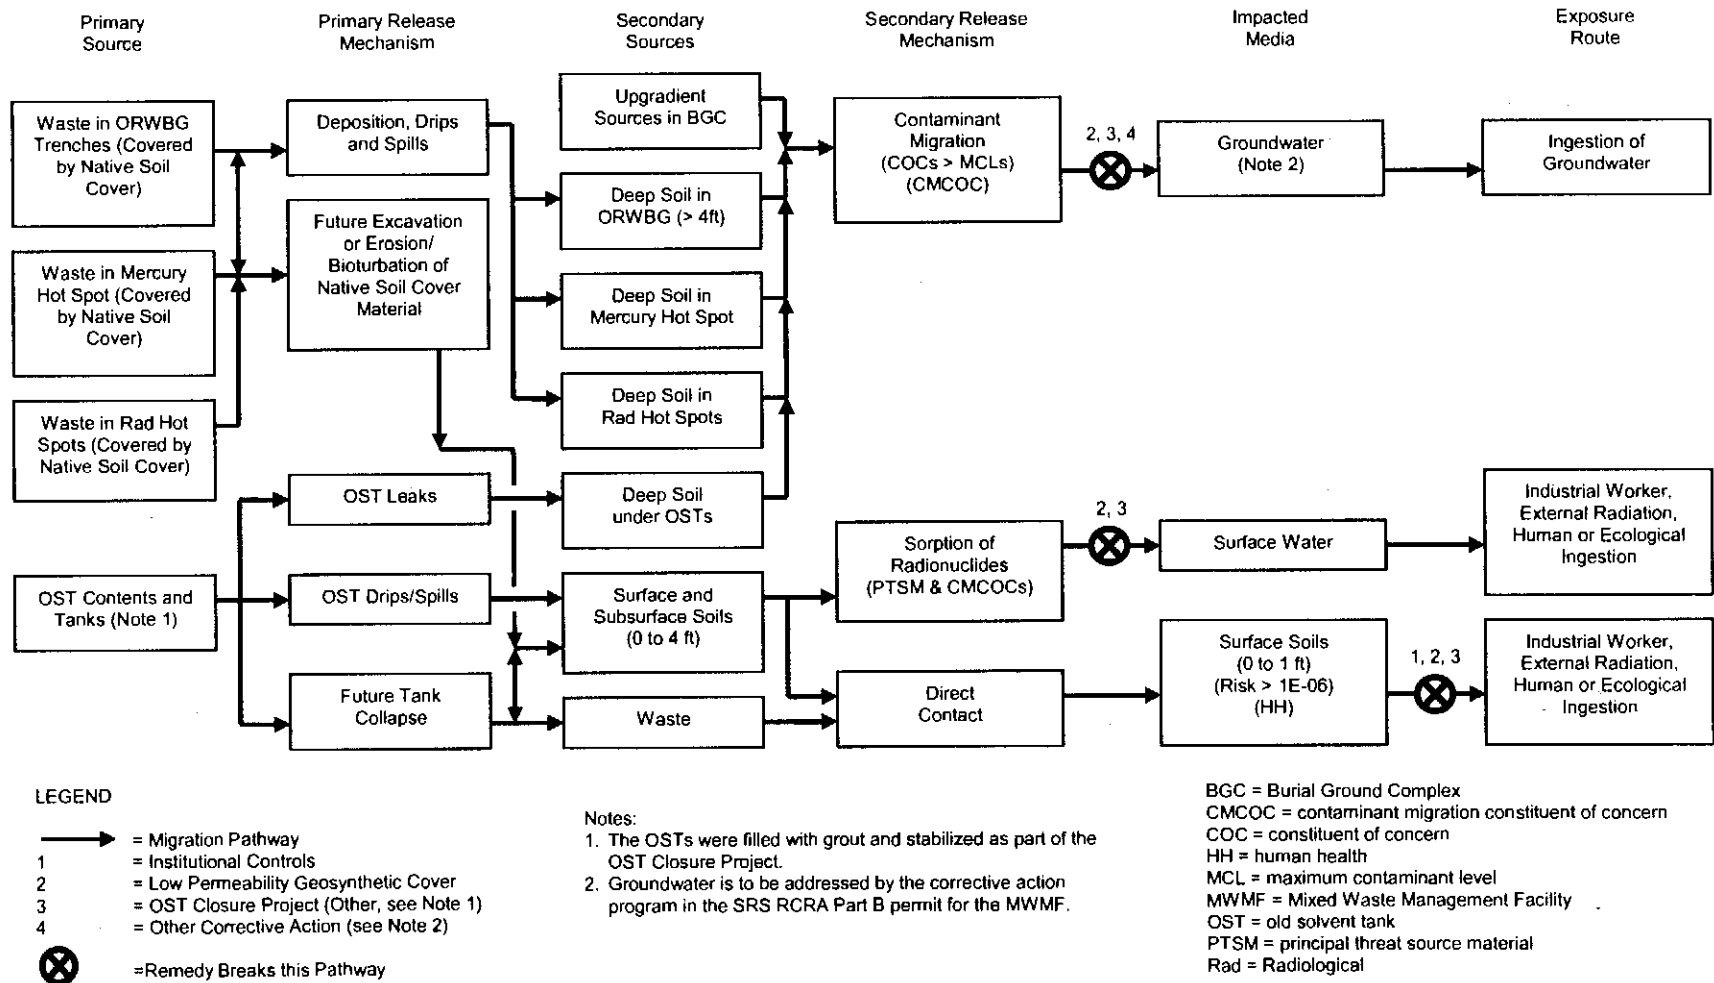 Primary
Source
Primary Release
Mechanism
Secondary
Sources
Secondary Release
Mechanism
Impacted
Media
Exposure
Route
Waste in ORWBG
Trenches (Covered
by Native Soil
Cover)
Waste in Mercury
Hot Spot (Covered
by Native Soil
Cover)
Waste in Rad Hot
Spots (Covered by
Native Soil Cover)
OST Contents and
Tanks (Note 1)
Deposition, Drips
and Spills
Future Excavation
or Erosion/
Bioturbation of
Native Soil Cover
Material
OST Leaks
OST Drips/Spills
Future Tank
Collapse
Upgradient
Sources in BGC
Deep Soil in
ORWBG (> 4ft)
Deep Soil in
Mercury Hot Spot
Deep Soil in
Rad Hot Spots
Deep Soil
under OSTs
Surface and
Subsurface Soils
(0 to 4 ft)
Waste
Contaminant
Migration
(COCs > MCLs)
(CMCOC)
Sorption of
Radionuclides
(PTSM & CMCOCs)
Direct
Contact
2, 3, 4
2, 3
Groundwater
(Note 2)
Surface Water
Surface Soils
(0 to 1 ft)
(Risk > 1E-06)
(HH)
1, 2, 3
Ingestion of
Groundwater
Industrial Worker,
External Radiation,
Human or Ecological
Ingestion
Industrial Worker,
External Radiation,
Human or Ecological
Ingestion
LEGEND
= Migration Pathway
1 = Institutional Controls
2 = Low Permeability Geosynthetic Cover
3 = OST Closure Project (Other, see Note 1)
4 = Other Corrective Action (see Note 2)
=Remedy Breaks this Pathway
Notes:
1. The OSTs were filled with grout and stabilized as part of the
OST Closure Project.
2. Groundwater is to be addressed by the corrective action
program in the SRS RCRA Part B permit for the MWMF.
BGC = Burial Ground Complex
CMCOC = contaminant migration constituent of concern
COC = constituent of concern
HH = human health
MCL = maximum contaminant level
MWMF = Mixed Waste Management Facility
OST = old solvent tank
PTSM = principal threat source material
Rad = Radiological